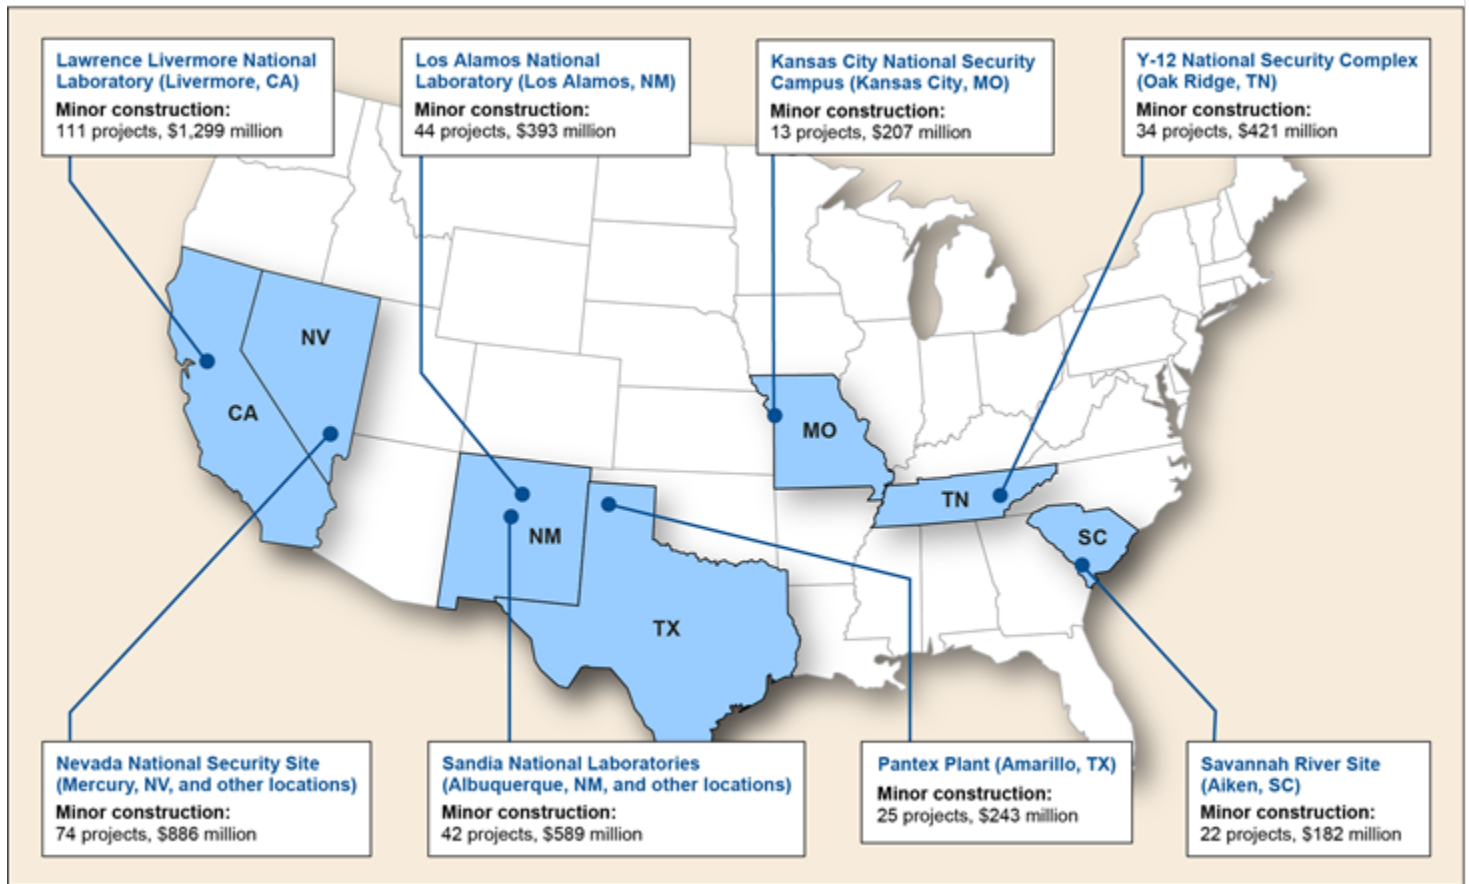 Lawrence Livermore National
Laboratory (Livermore, CA)
Minor construction:
111 projects, $1,299 million
Los Alamos National
Laboratory (Los Alamos, NM)
Minor construction:
44 projects, $393 million
Kansas City National Security
Campus (Kansas City, MO)
Minor construction:
13 projects, $207 million
Y-12 National Security Complex
(Oak Ridge, TN)
Minor construction:
34 projects, $421 million
NV
CA
MO
TN
NM
SC
TX
Nevada National Security Site
(Mercury, NV, and other locations)
Minor construction:
74 projects, $886 million
Sandia National Laboratories
(Albuquerque, NM, and other locations)
Minor construction:
42 projects, $589 million
Pantex Plant (Amarillo, TX)
Minor construction:
25 projects, $243 million
Savannah River Site
(Aiken, SC)
Minor construction:
22 projects, $182 million